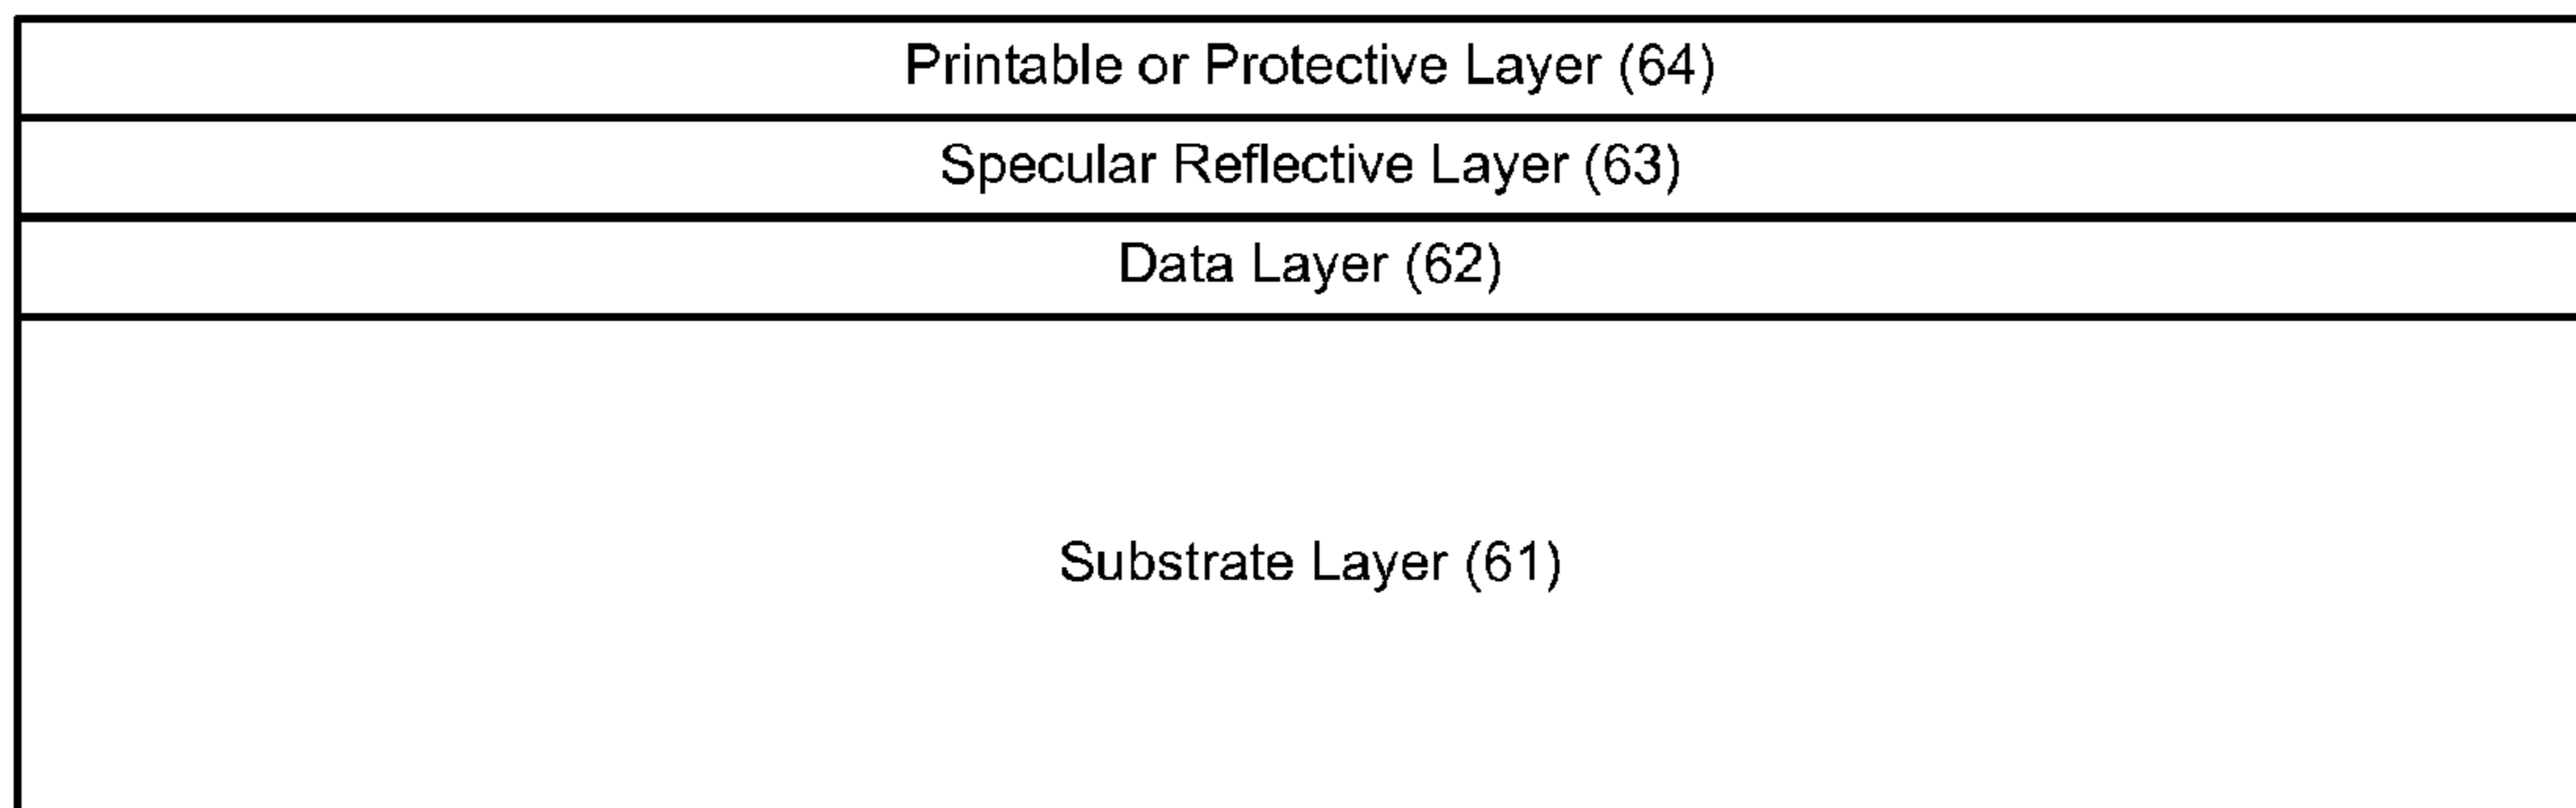 Printable or Protective Layer (64)
Specular Reflective Layer (63)
Data Layer (62)
Substrate Layer (61)